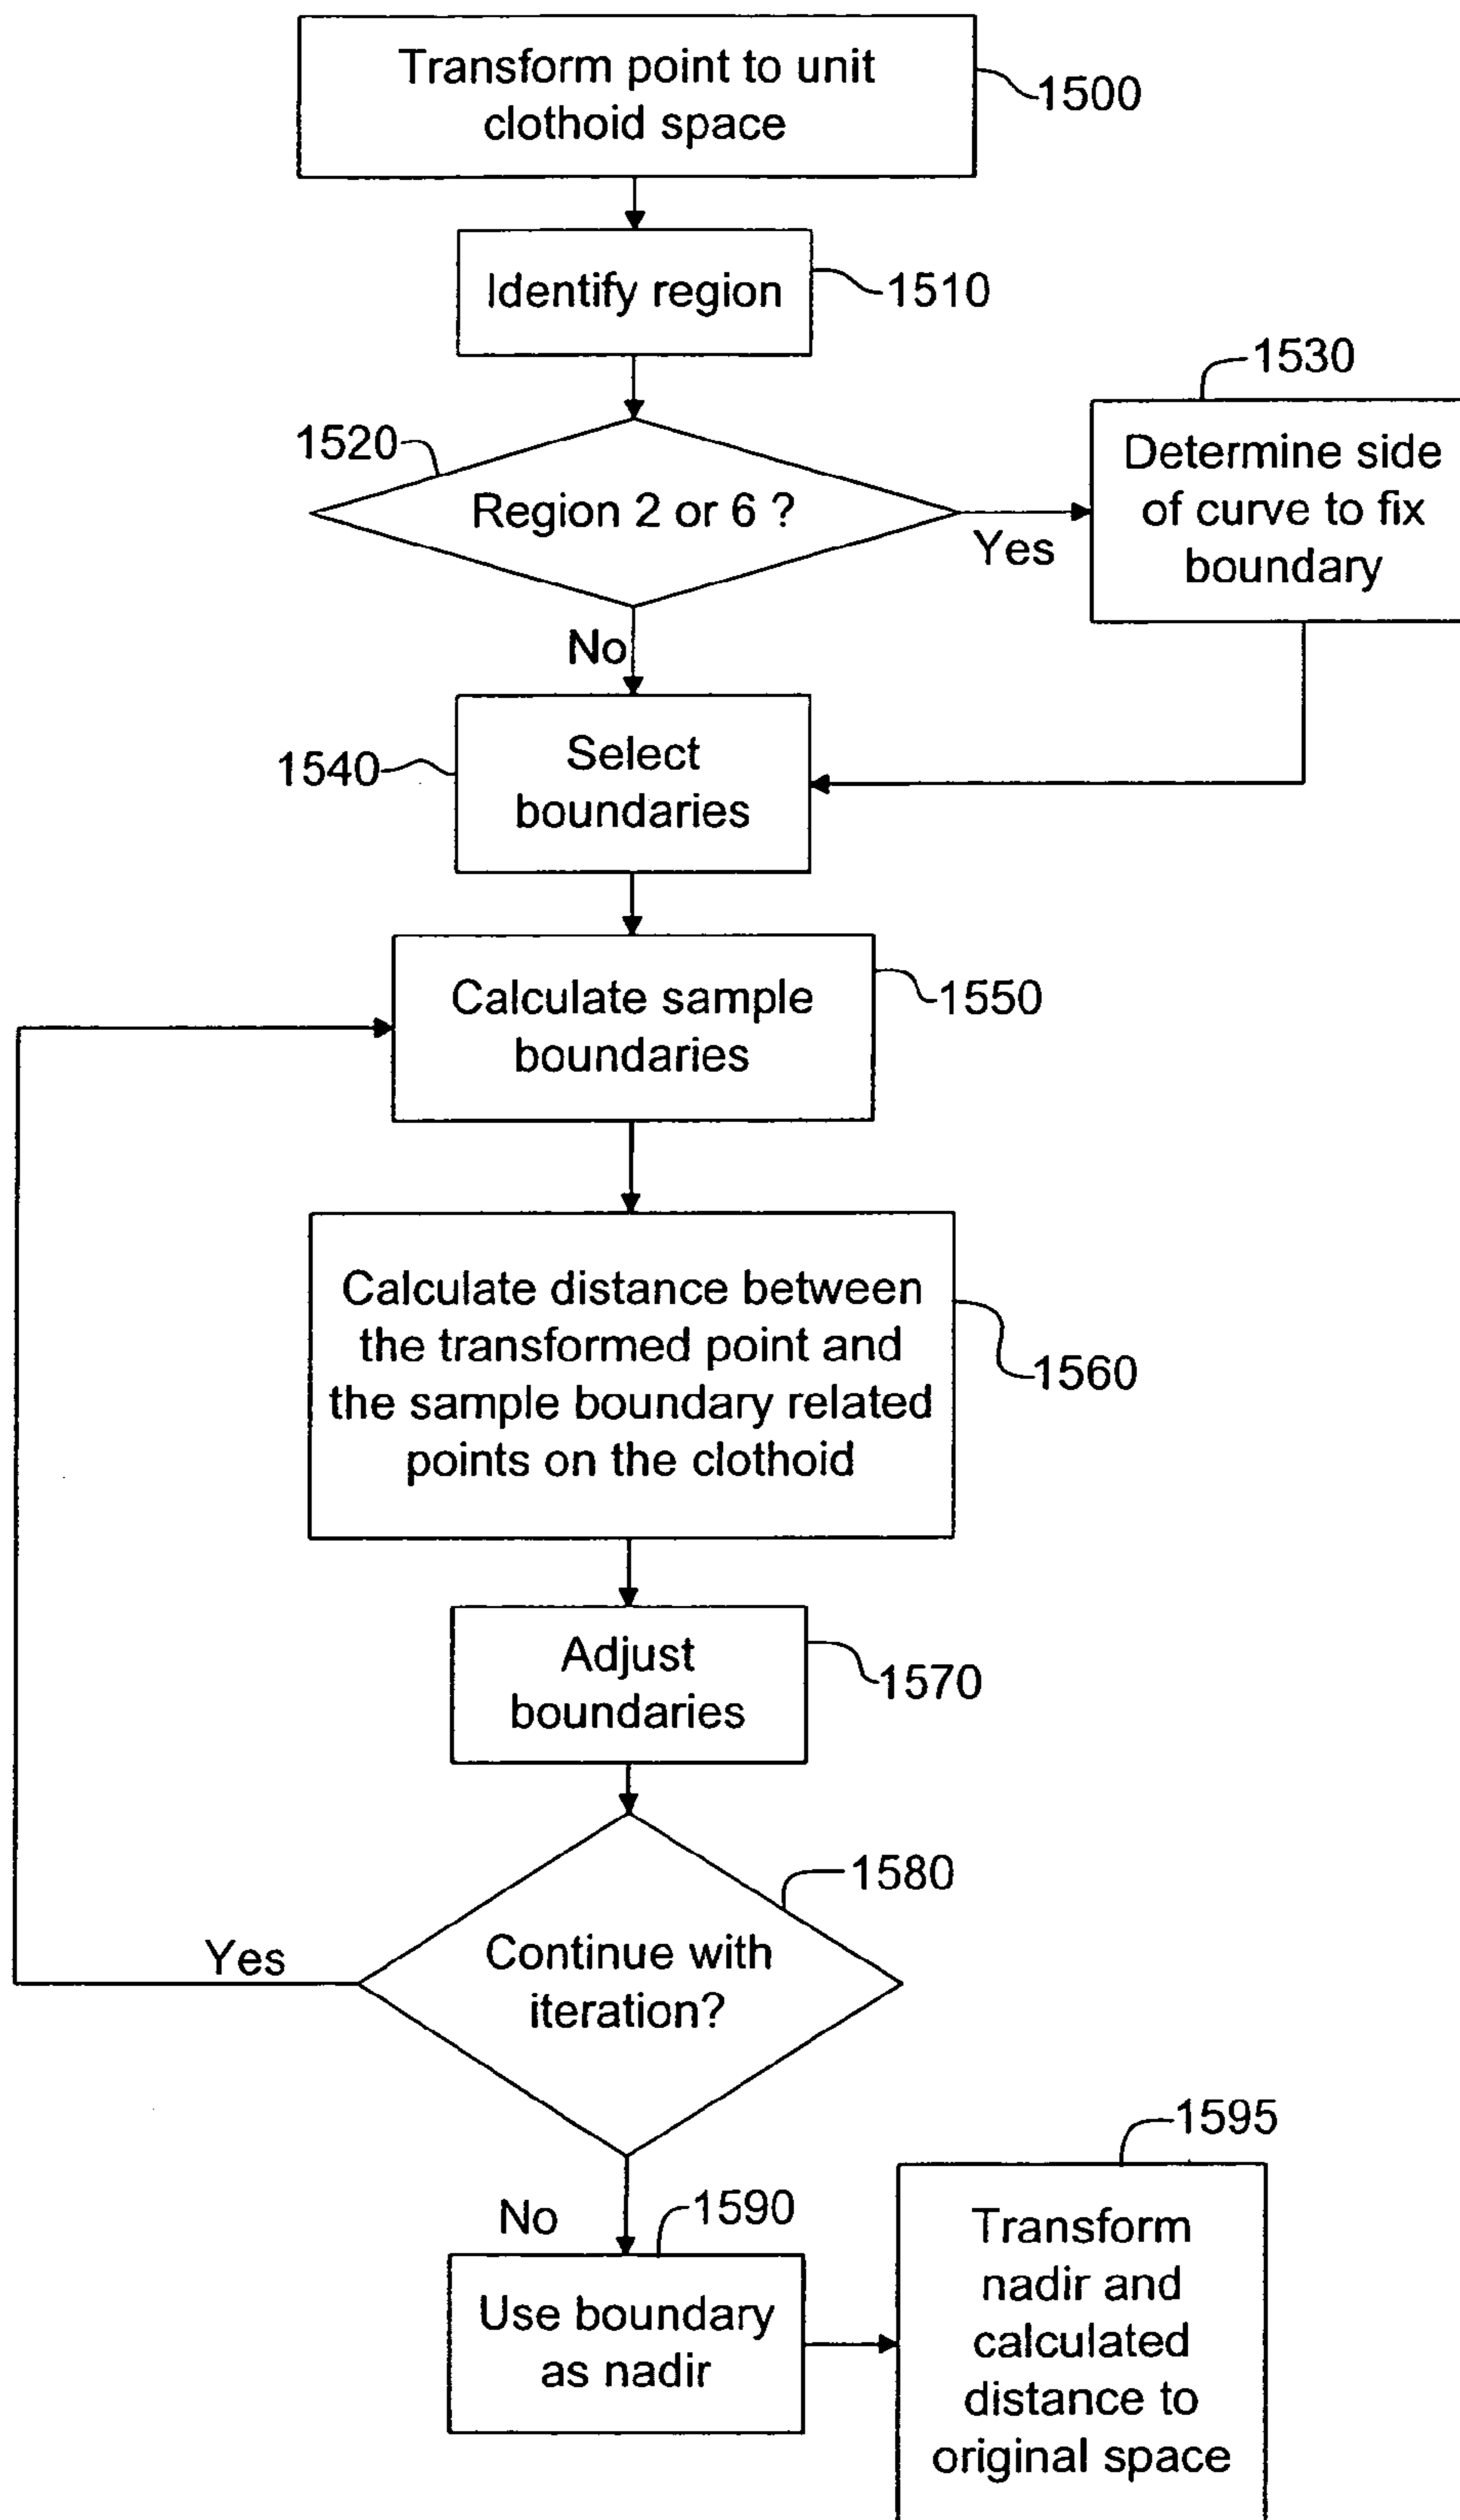 Transform point to unit
clothoid space
1500
Identify region
1510
1520
Region 2 or 6 ?
Yes
1530
Determine side
of curve to fix
boundary
No
1540
Select
boundaries
Calculate sample
boundaries
1550
Calculate distance between
the transformed point and
the sample boundary related
points on the clothoid
1560
Adjust
boundaries
1570
1580
Continue with
iteration?
Yes
No
1590
Use boundary
as nadir
1595
Transform
nadir and
calculated
distance to
original space